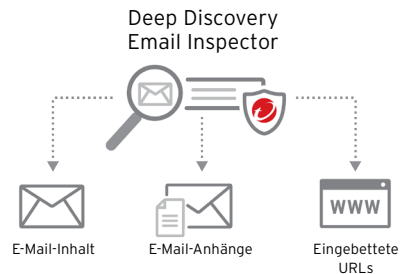 Deep Discovery
Email Inspector
WWW
E-Mail-Inhalt
E-Mail-Anhänge
Eingebettete
URLs